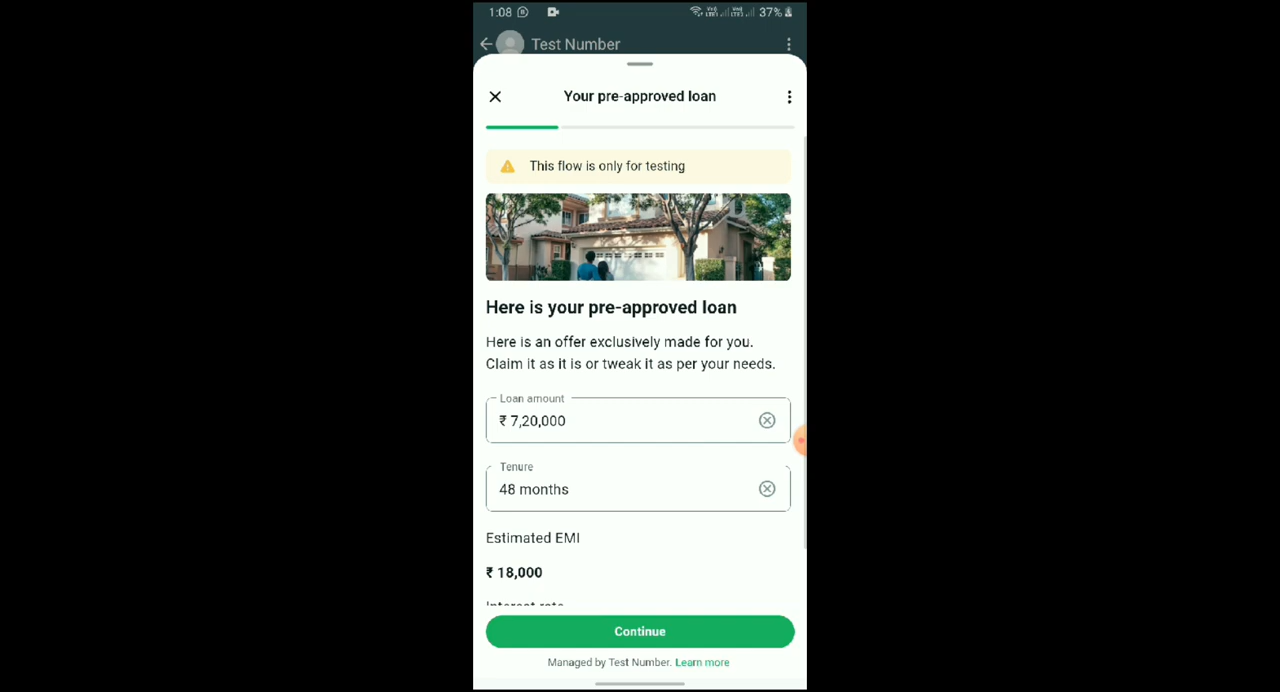 1:08
37%
Test Number
Your pre-approved loan
This flow is only for testing
Here is your pre-approved loan
Here is an offer exclusively made for you.
Claim it as it is or tweak it as per your needs.
Loan amount
₹ 7,20,000
Tenure
48 months
Estimated EMI
₹ 18,000
Interest rate
Continue
Managed by Test Number. Learn more